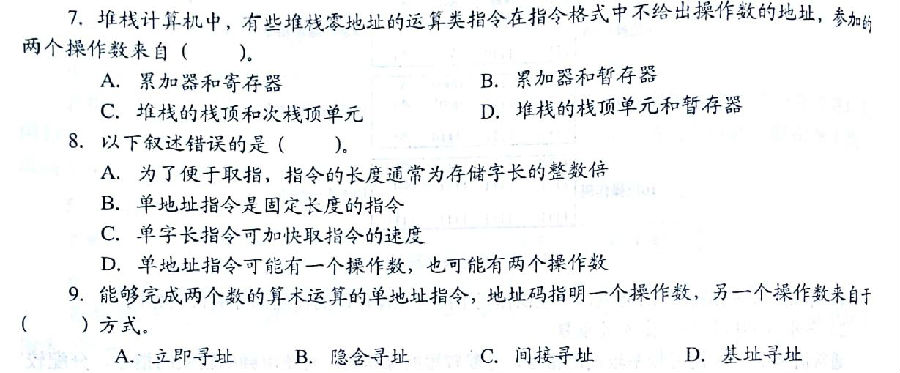 7. 堆栈计算机中，有些堆栈零地址的运算类指令在指令格式中不给出操作数的地址，参加的
两个操作数来自（ ）。
A. 累加器和寄存器 B. 累加器和暂存器
C. 堆栈的栈顶和次栈顶单元 D. 堆栈的栈顶单元和暂存器
8. 以下叙述错误的是（ ）。
A. 为了便于取指，指令的长度通常为存储字长的整数倍
B. 单地址指令是固定长度的指令
C. 单字长指令可加快取指令的速度
D. 单地址指令可能有一个操作数，也可能有两个操作数
9. 能够完成两个数的算术运算的单地址指令，地址码指明一个操作数，另一个操作数来自于
（ ）方式。
A. 立即寻址 B. 隐含寻址 C. 间接寻址 D. 基址寻址